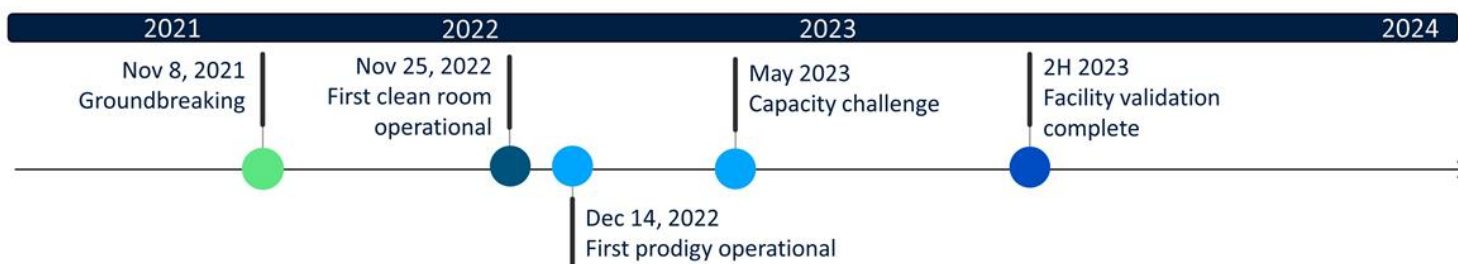 2021
2022
2023
2024
Nov 8, 2021
Groundbreaking
Nov 25, 2022
First clean room
operational
Dec 14, 2022
First prodigy operational
May 2023
Capacity challenge
2H 2023
Facility validation
complete